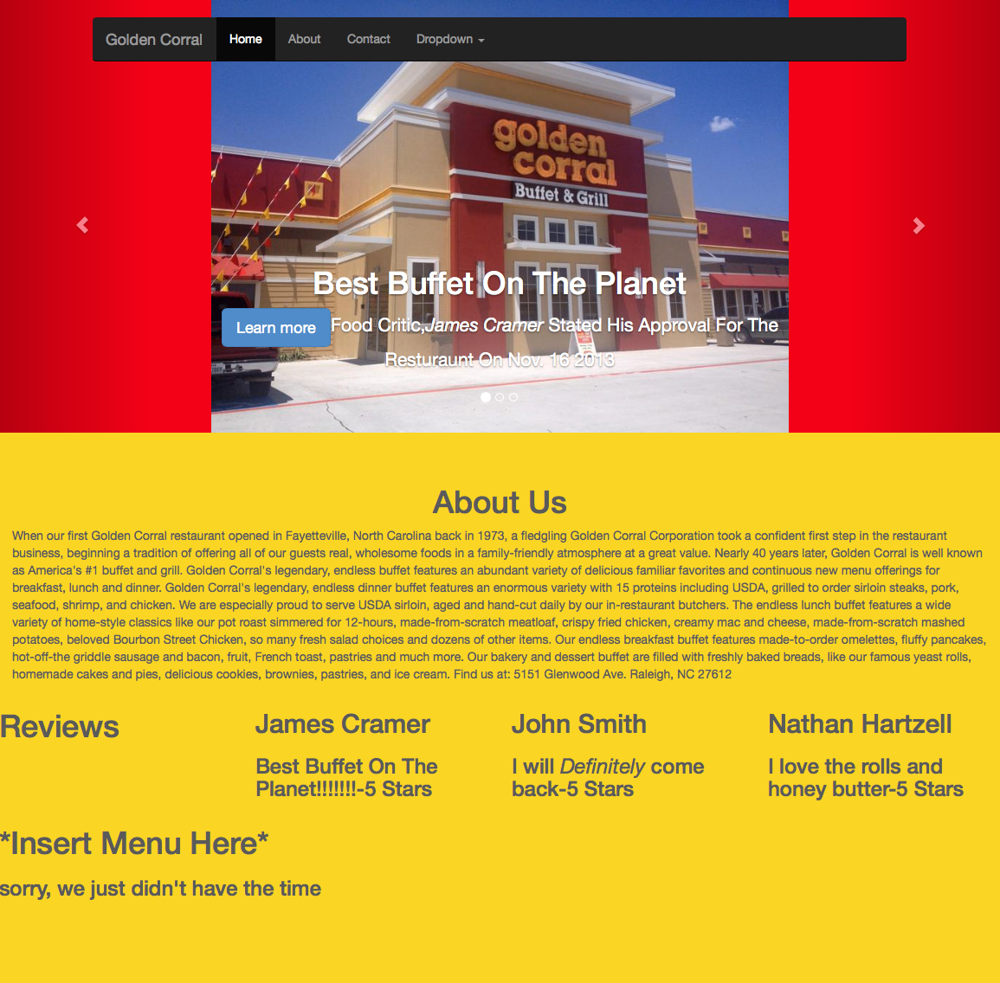 Golden Corral Home About Contact Dropdown
golden
corral
Buffet & Grill
Best Buffet On The Planet
Learn more Food Critic,James Cramer Stated His Approval For The
Resturaunt On Nov. 16 2013
About Us
When our first Golden Corral restaurant opened in Fayetteville, North Carolina back in 1973, a fledgling Golden Corral Corporation took a confident first step in the restaurant
business, beginning a tradition of offering all of our guests real, wholesome foods in a family-friendly atmosphere at a great value. Nearly 40 years later, Golden Corral is well known
as America's #1 buffet and grill. Golden Corral's legendary, endless buffet features an abundant variety of delicious familiar favorites and continuous new menu offerings for
breakfast, lunch and dinner. Golden Corral's legendary, endless dinner buffet features an enormous variety with 15 proteins including USDA, grilled to order sirloin steaks, pork,
seafood, shrimp, and chicken. We are especially proud to serve USDA sirloin, aged and hand-cut daily by our in-restaurant butchers. The endless lunch buffet features a wide
variety of home-style classics like our pot roast simmered for 12-hours, made-from-scratch meatloaf, crispy fried chicken, creamy mac and cheese, made-from-scratch mashed
potatoes, beloved Bourbon Street Chicken, so many fresh salad choices and dozens of other items. Our endless breakfast buffet features made-to-order omelettes, fluffy pancakes,
hot-off-the griddle sausage and bacon, fruit, French toast, pastries and much more. Our bakery and dessert buffet are filled with freshly baked breads, like our famous yeast rolls,
homemade cakes and pies, delicious cookies, brownies, pastries, and ice cream. Find us at: 5151 Glenwood Ave. Raleigh, NC 27612
Reviews
James Cramer
Best Buffet On The
Planet!!!!!!!-5 Stars
John Smith
I will Definitely come
back-5 Stars
Nathan Hartzell
I love the rolls and
honey butter-5 Stars
*Insert Menu Here*
sorry, we just didn't have the time